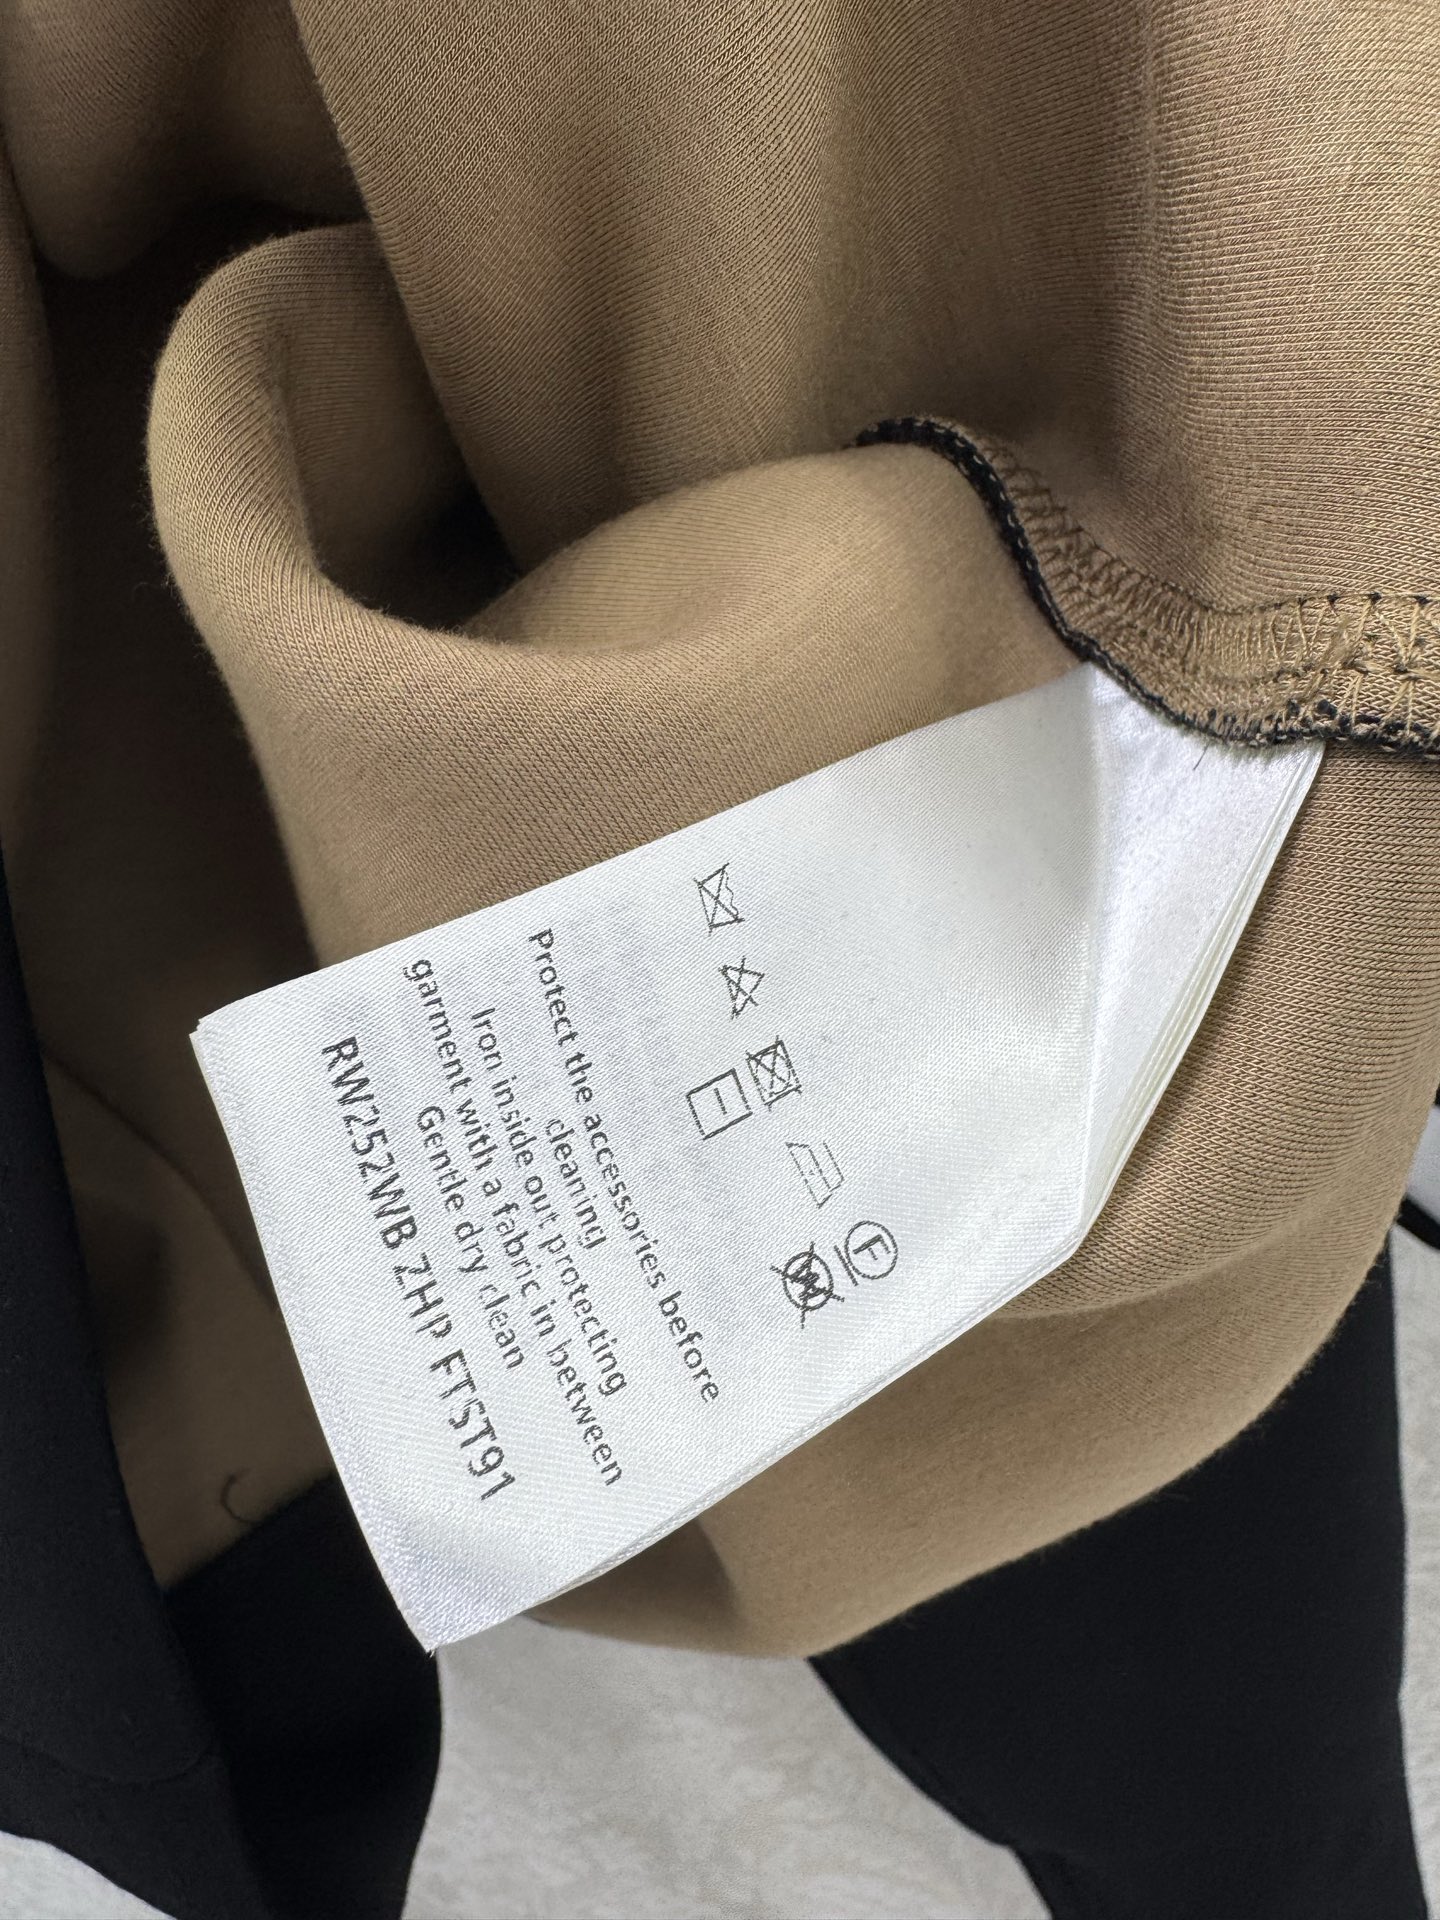 F
W
Protect the accessories before
cleaning
Iron inside out, protecting
garment with a fabric in between
Gentle dry clean
RW252WB ZHP FTST91